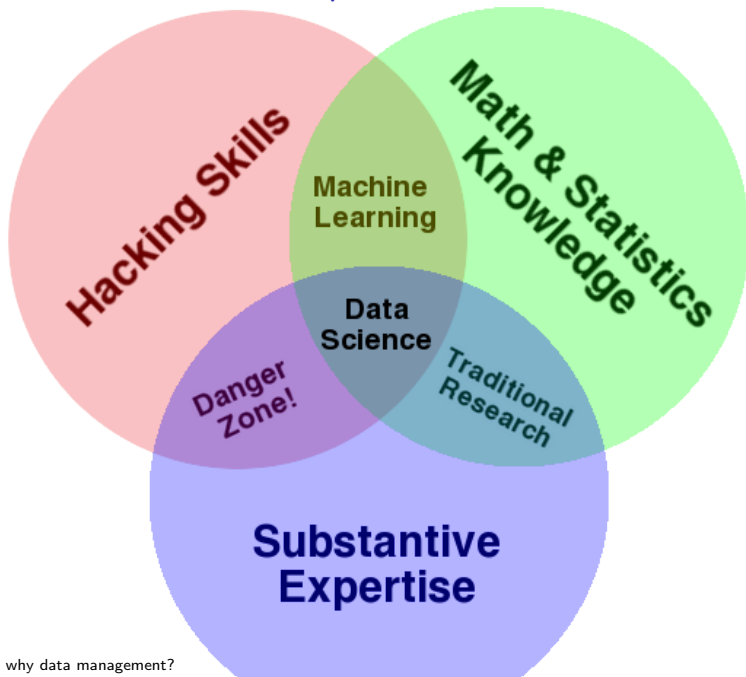 Hacking Skills
Math & Statistics
Knowledge
Machine
Learning
Data
Science
Danger
Zone!
Traditional
Research
Substantive
Expertise
why data management?